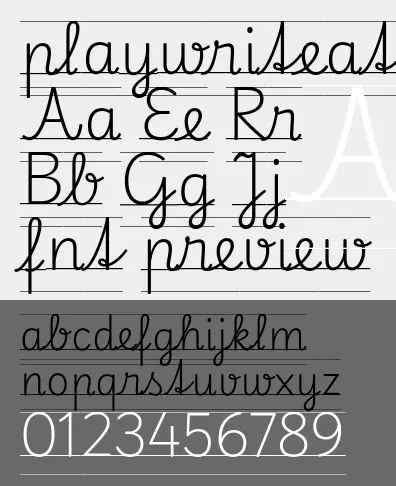 playwriteat
Aa Ee Rr
A
Bb Gg Jj
fnt preview
abcdefghijklm
nopqrstuvwxyz
0123456789